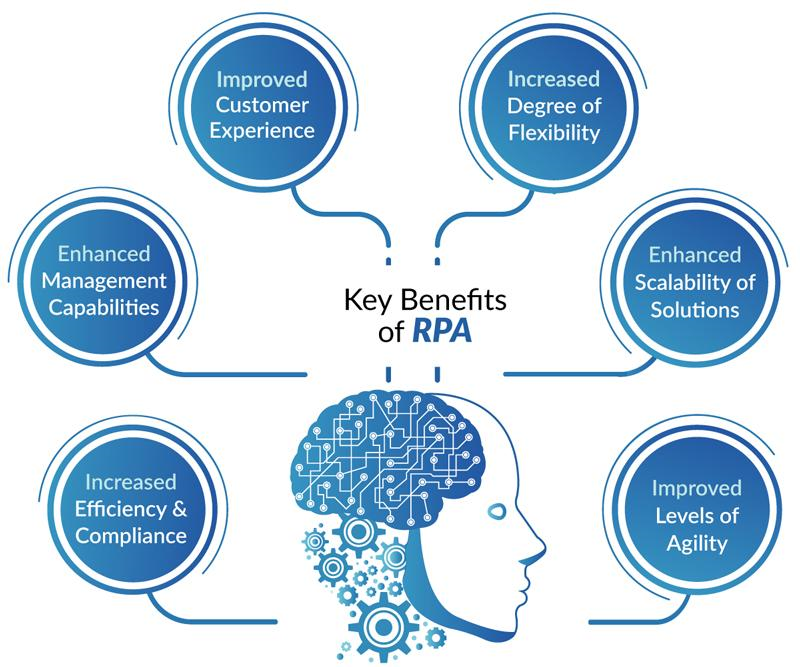 Improved
Customer
Experience
Increased
Degree of
Flexibility
Enhanced
Management
Capabilities
Key Benefits
of RPA
Enhanced
Scalability of
Solutions
Increased
Efficiency &
Compliance
Improved
Levels of
Agility